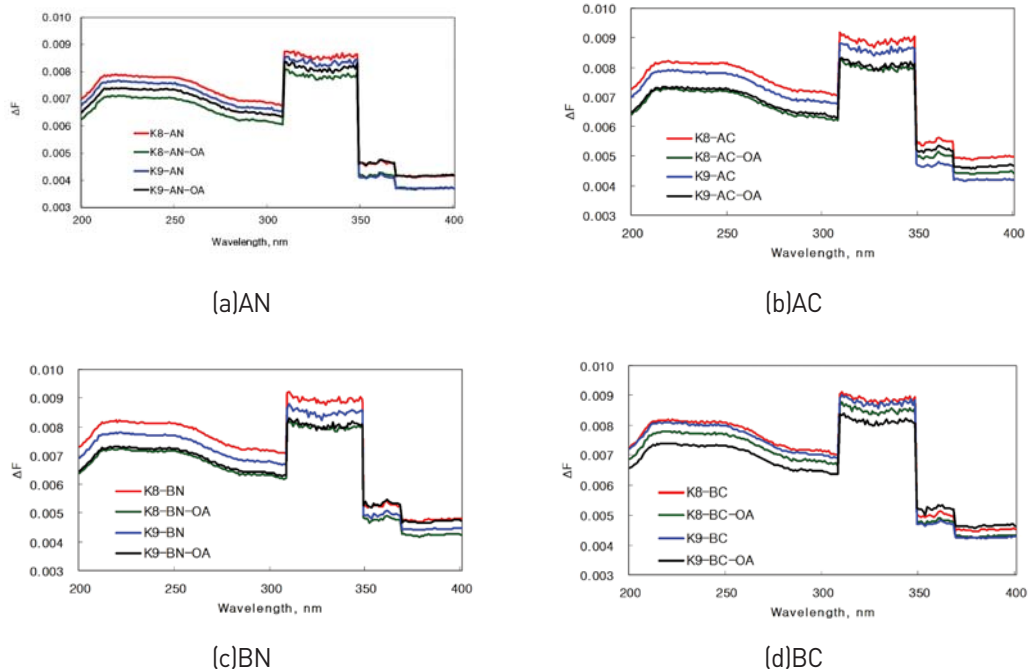 0.010
0.009
0.008
0.007
0.006
0.005
0.004
0.003
ΔF
K8-AN
K8-AN-OA
K9-AN
K9-AN-OA
200 250 300 350 400
Wavelength, nm
(a)AN
0.010
0.009
0.008
0.007
0.006
0.005
0.004
0.003
ΔF
K8-AC
K8-AC-OA
K9-AC
K9-AC-OA
200 250 300 350 400
Wavelength, nm
(b)AC
0.010
0.009
0.008
0.007
0.006
0.005
0.004
0.003
ΔF
K8-BN
K8-BN-OA
K9-BN
K9-BN-OA
200 250 300 350 400
Wavelength, nm
(c)BN
0.010
0.009
0.008
0.007
0.006
0.005
0.004
0.003
ΔF
K8-BC
K8-BC-OA
K9-BC
K9-BC-OA
200 250 300 350 400
Wavelength, nm
(d)BC